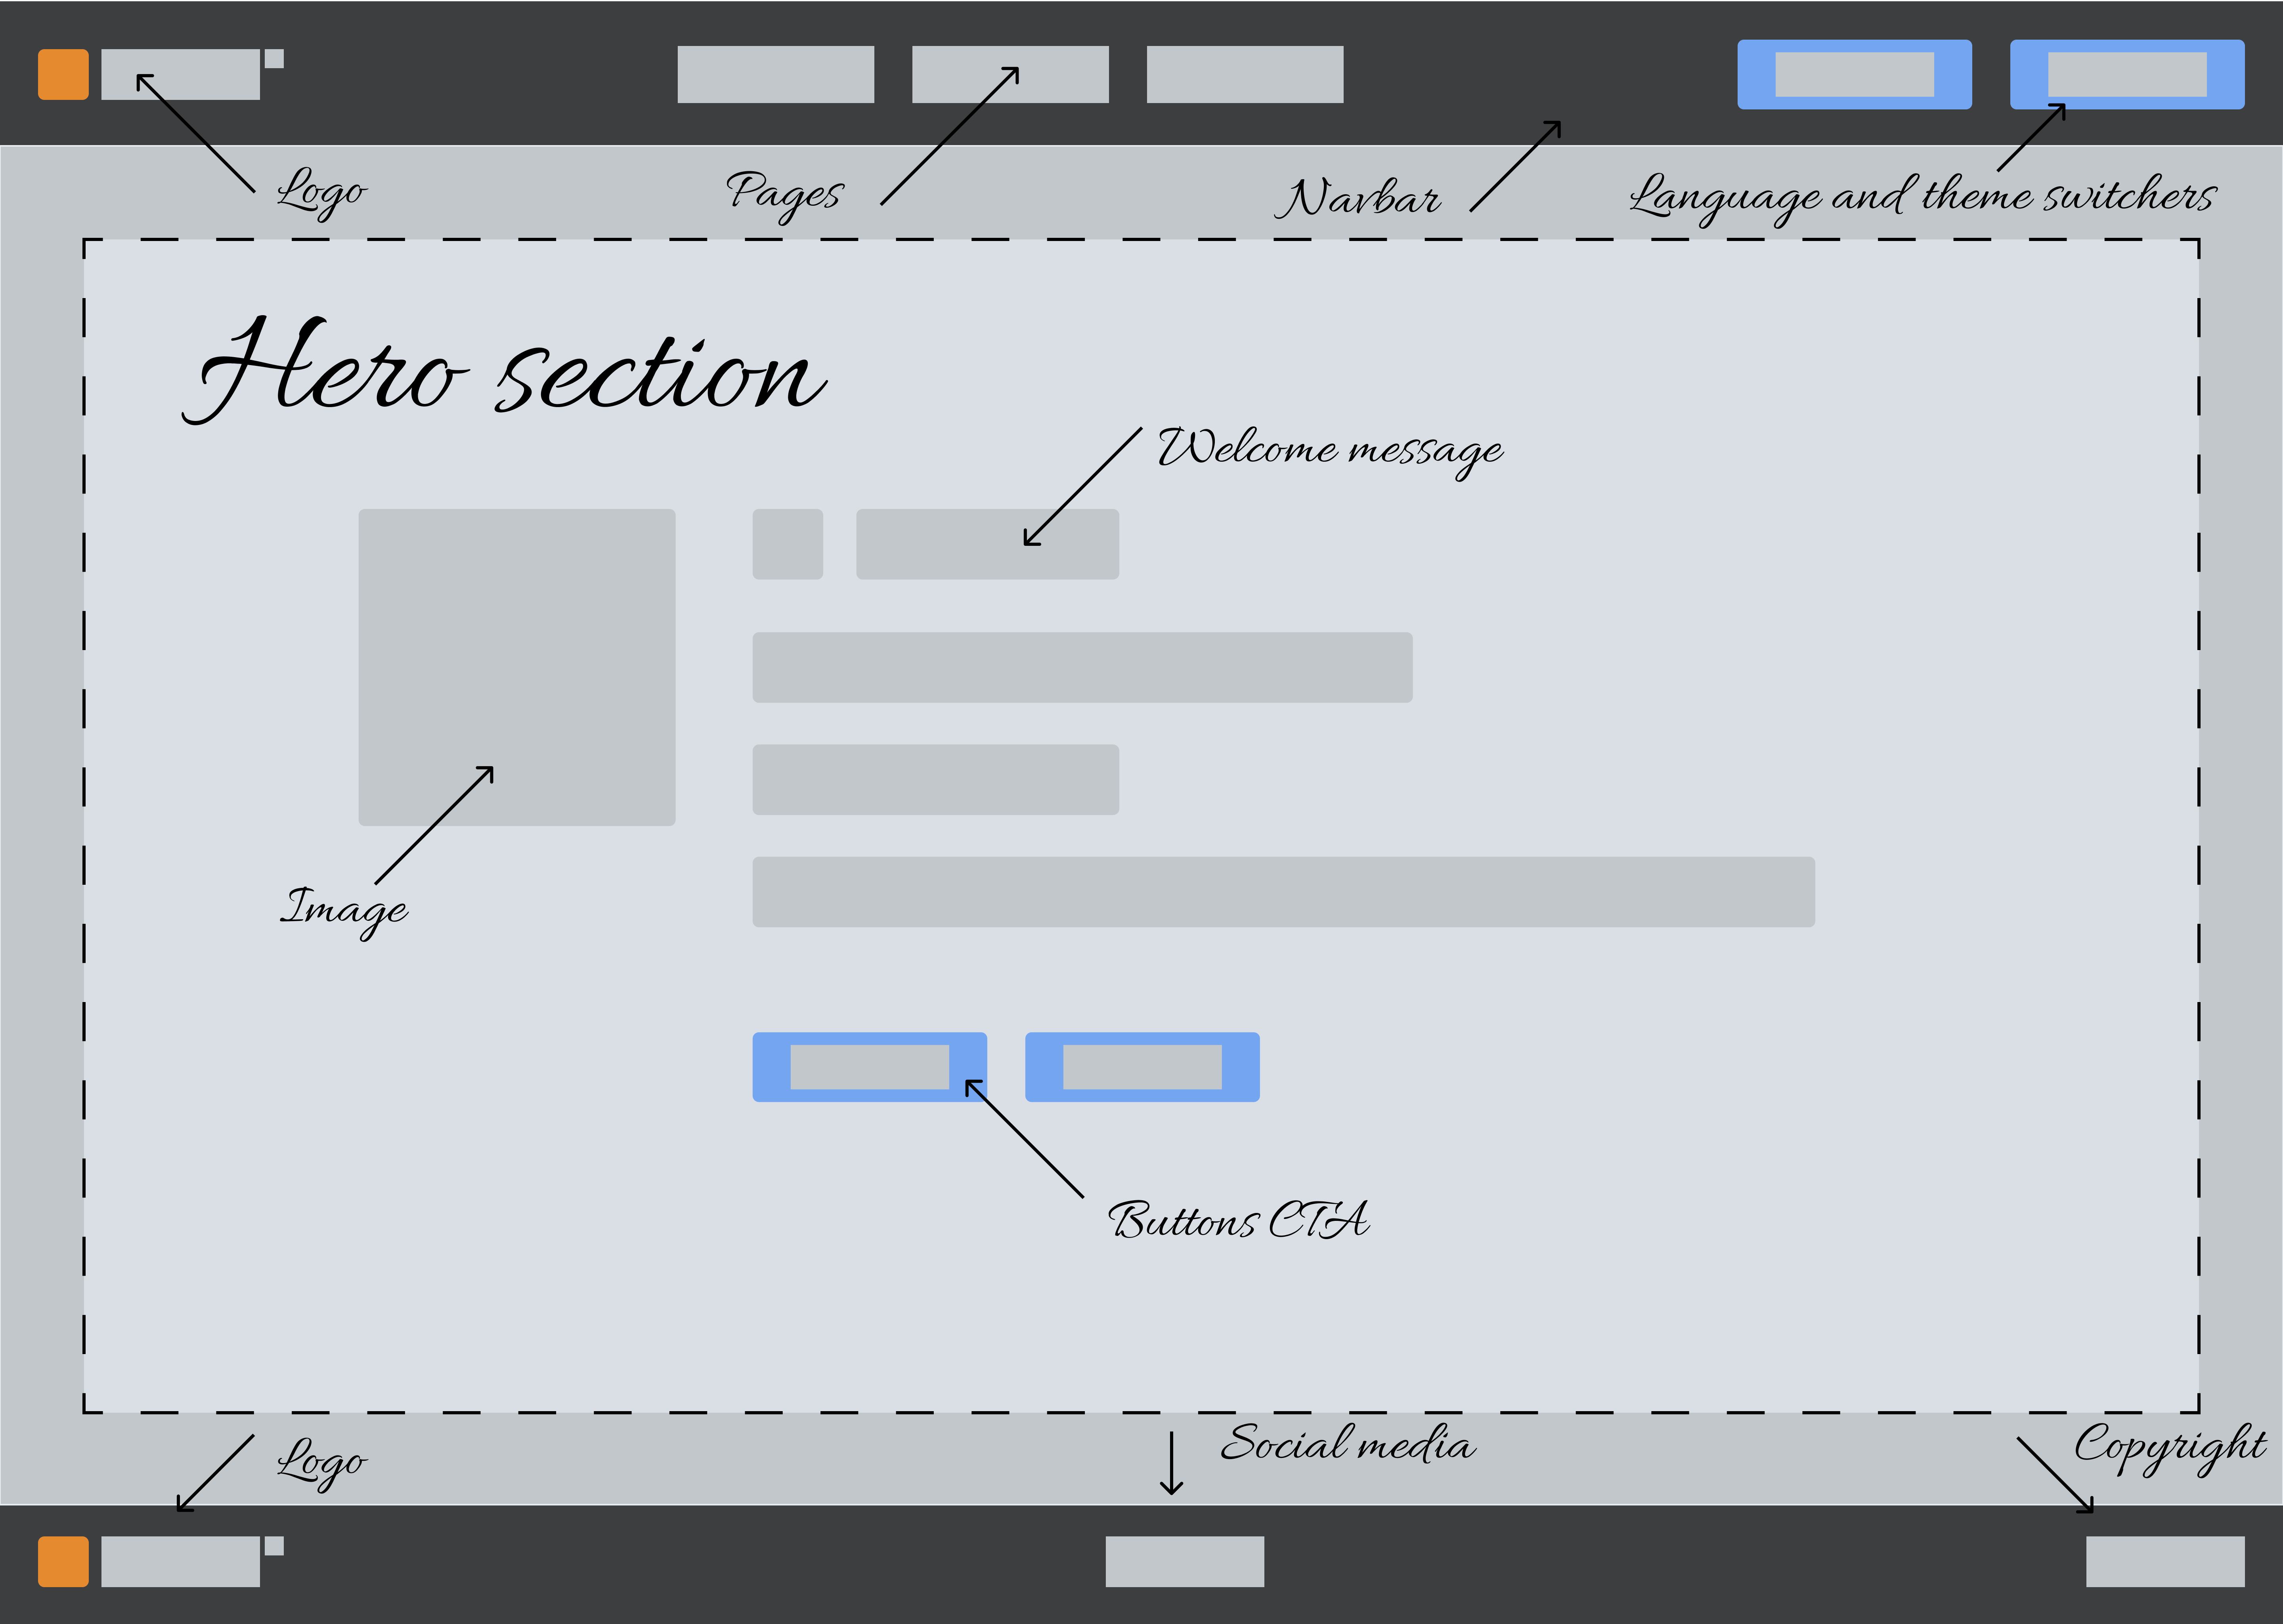 Logo
Pages
Navbar
Language and theme switchers
Hero section
Welcome message
Image
Buttons CTA
Logo
Social media
Copyright